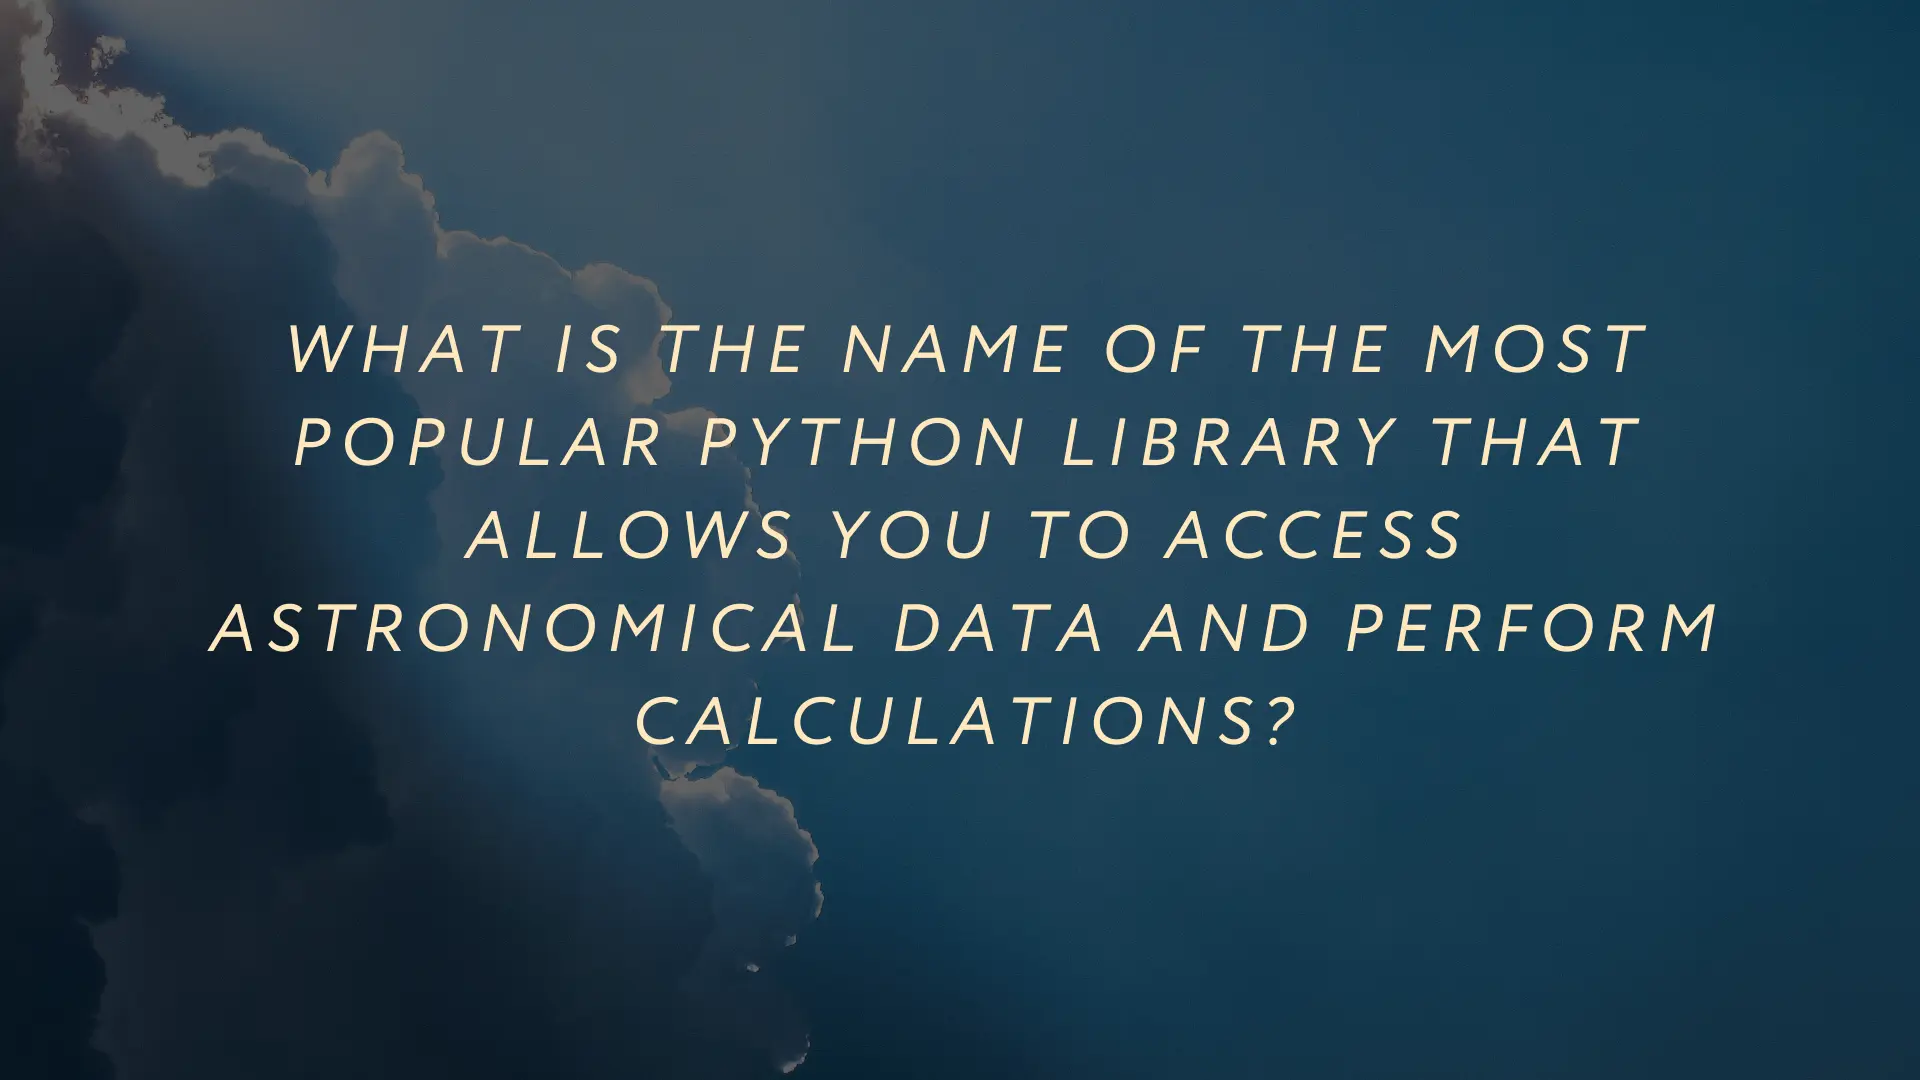 WHAT IS THE NAME OF THE MOST
POPULAR PYTHON LIBRARY THAT
ALLOWS YOU TO ACCESS
ASTRONOMICAL DATA AND PERFORM
CALCULATIONS?